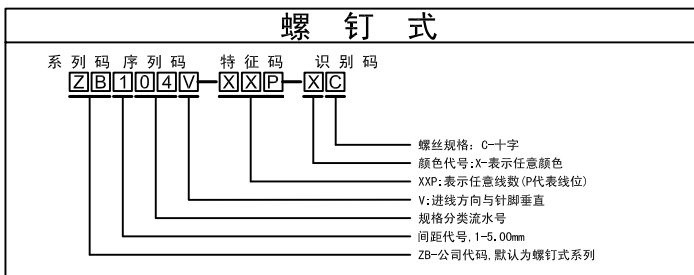 螺 钉 式
系 列 码 序 列 码 特 征 码 识 别 码
ZB104V-XXP-XC
螺丝规格: C-十字
颜色代号:X-表示任意颜色
XXP:表示任意线数(P代表线位)
V:进线方向与针脚垂直
规格分类流水号
间距代号,1-5.00mm
ZB-公司代码,默认为螺钉式系列